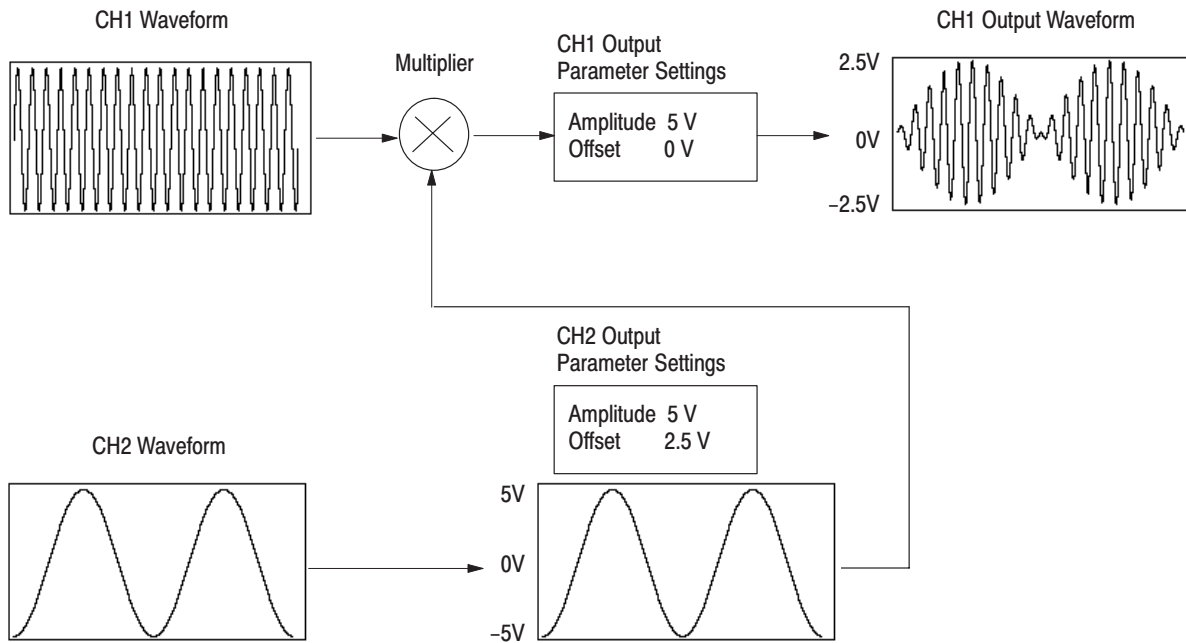 CH1 Waveform
Multiplier
CH1 Output
Parameter Settings
Amplitude 5 V
Offset 0 V
CH1 Output Waveform
2.5V
0V
–2.5V
CH2 Output
Parameter Settings
Amplitude 5 V
Offset 2.5 V
CH2 Waveform
5V
0V
–5V